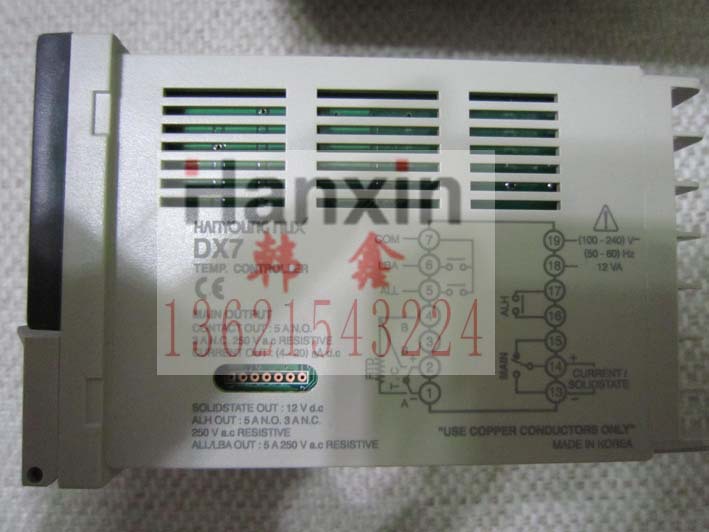 Hanxin
韩鑫
13621543224
HANYOUNG nux
DX7
TEMP. CONTROLLER
CE
MAIN OUTPUT
CONTACT OUT : 5 A N.O.
3 A N.C. 250 V a.c RESISTIVE
CURRENT OUT : (4-20) mA d.c
SOLIDSTATE OUT : 12 V d.c
ALH OUT : 5 A N.O. 3 A N.C.
250 V a.c RESISTIVE
ALL/LBA OUT : 5 A 250 V a.c RESISTIVE
COM 7
LBA 6
ALL 5
4
B 3
B 2
A 1
RTD
T.C
19 (100 - 240) V~
(50 - 60) Hz
18 12 VA
17
ALH
16
15
MAIN
14 +
CURRENT /
SOLIDSTATE
13 -
"USE COPPER CONDUCTORS ONLY"
MADE IN KOREA